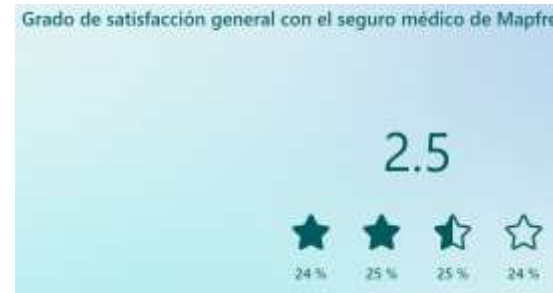 Grado de satisfacción general con el seguro médico de Mapfre
2.5
24 % 25 % 25 % 24 %